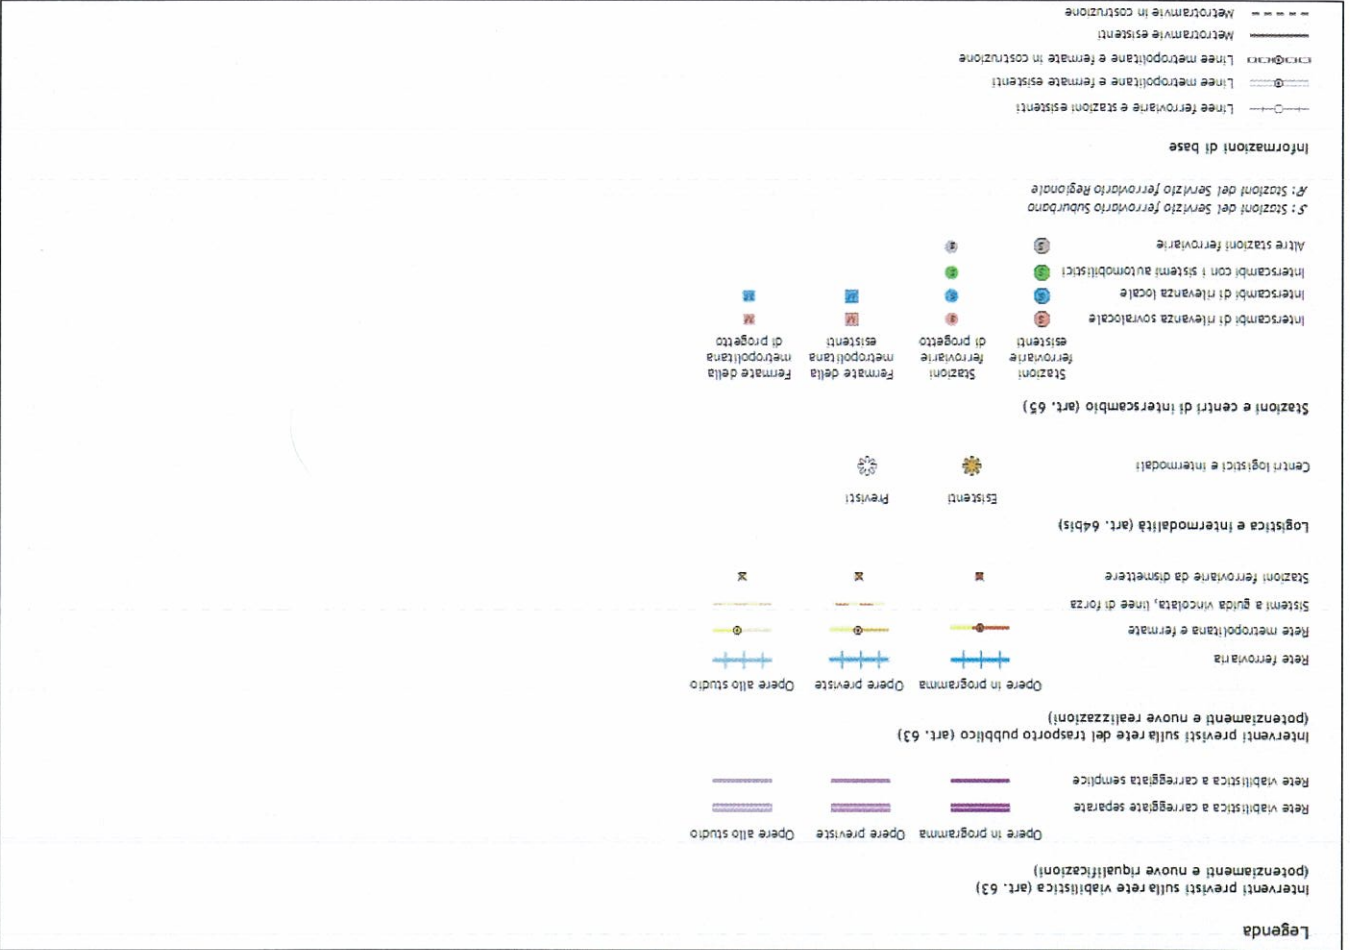 Legenda
Interventi previsti sulla rete viabilistica (art. 63)
(potenziamenti e nuove riqualificazioni)
Opere in programma Opere previste Opere allo studio
Rete viabilistica a carreggiate separate
Rete viabilistica a carreggiata semplice
Interventi previsti sulla rete del trasporto pubblico (art. 63)
(potenziamenti e nuove realizzazioni)
Opere in programma Opere previste Opere allo studio
Rete ferroviaria
Rete metropolitana e fermate
Sistemi a guida vincolata, linee di forza
Stazioni ferroviarie da dismettere
Logistica e intermodalità (art. 64bis)
Esistenti Previsti
Centri logistici e intermodali
Stazioni e centri di interscambio (art. 65)
Stazioni Stazioni Fermate della Fermate della
ferroviarie ferroviarie metropolitana metropolitana
esistenti di progetto esistenti di progetto
Interscambi di rilevanza sovralocale S S M M
Interscambi di rilevanza locale S S M M
Interscambi con i sistemi automobilistici S S
Altre stazioni ferroviarie S S
S: Stazioni del Servizio ferroviario Suburbano
R: Stazioni del Servizio ferroviario Regionale
Informazioni di base
Linee ferroviarie e stazioni esistenti
Linee metropolitane e fermate esistenti
Linee metropolitane e fermate in costruzione
Metrotramvie esistenti
Metrotramvie in costruzione